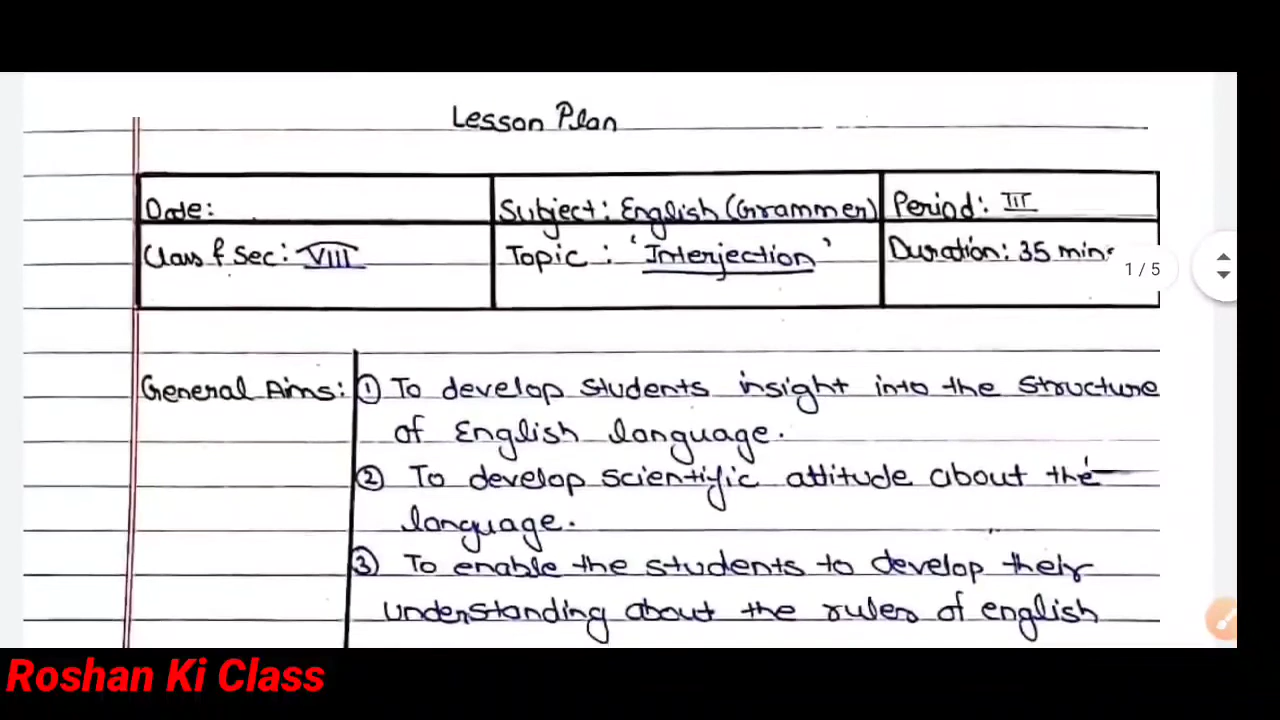 Lesson Plan
Date:
Subject: English (Grammer)
Period: III
Class & Sec: VIII
Topic : 'Interjection'
Duration: 35 mins
1 / 5
General Aims:
① To develop students insight into the structure
of English language.
② To develop scientific attitude about the
language.
③ To enable the students to develop their
understanding about the rules of english
Roshan Ki Class